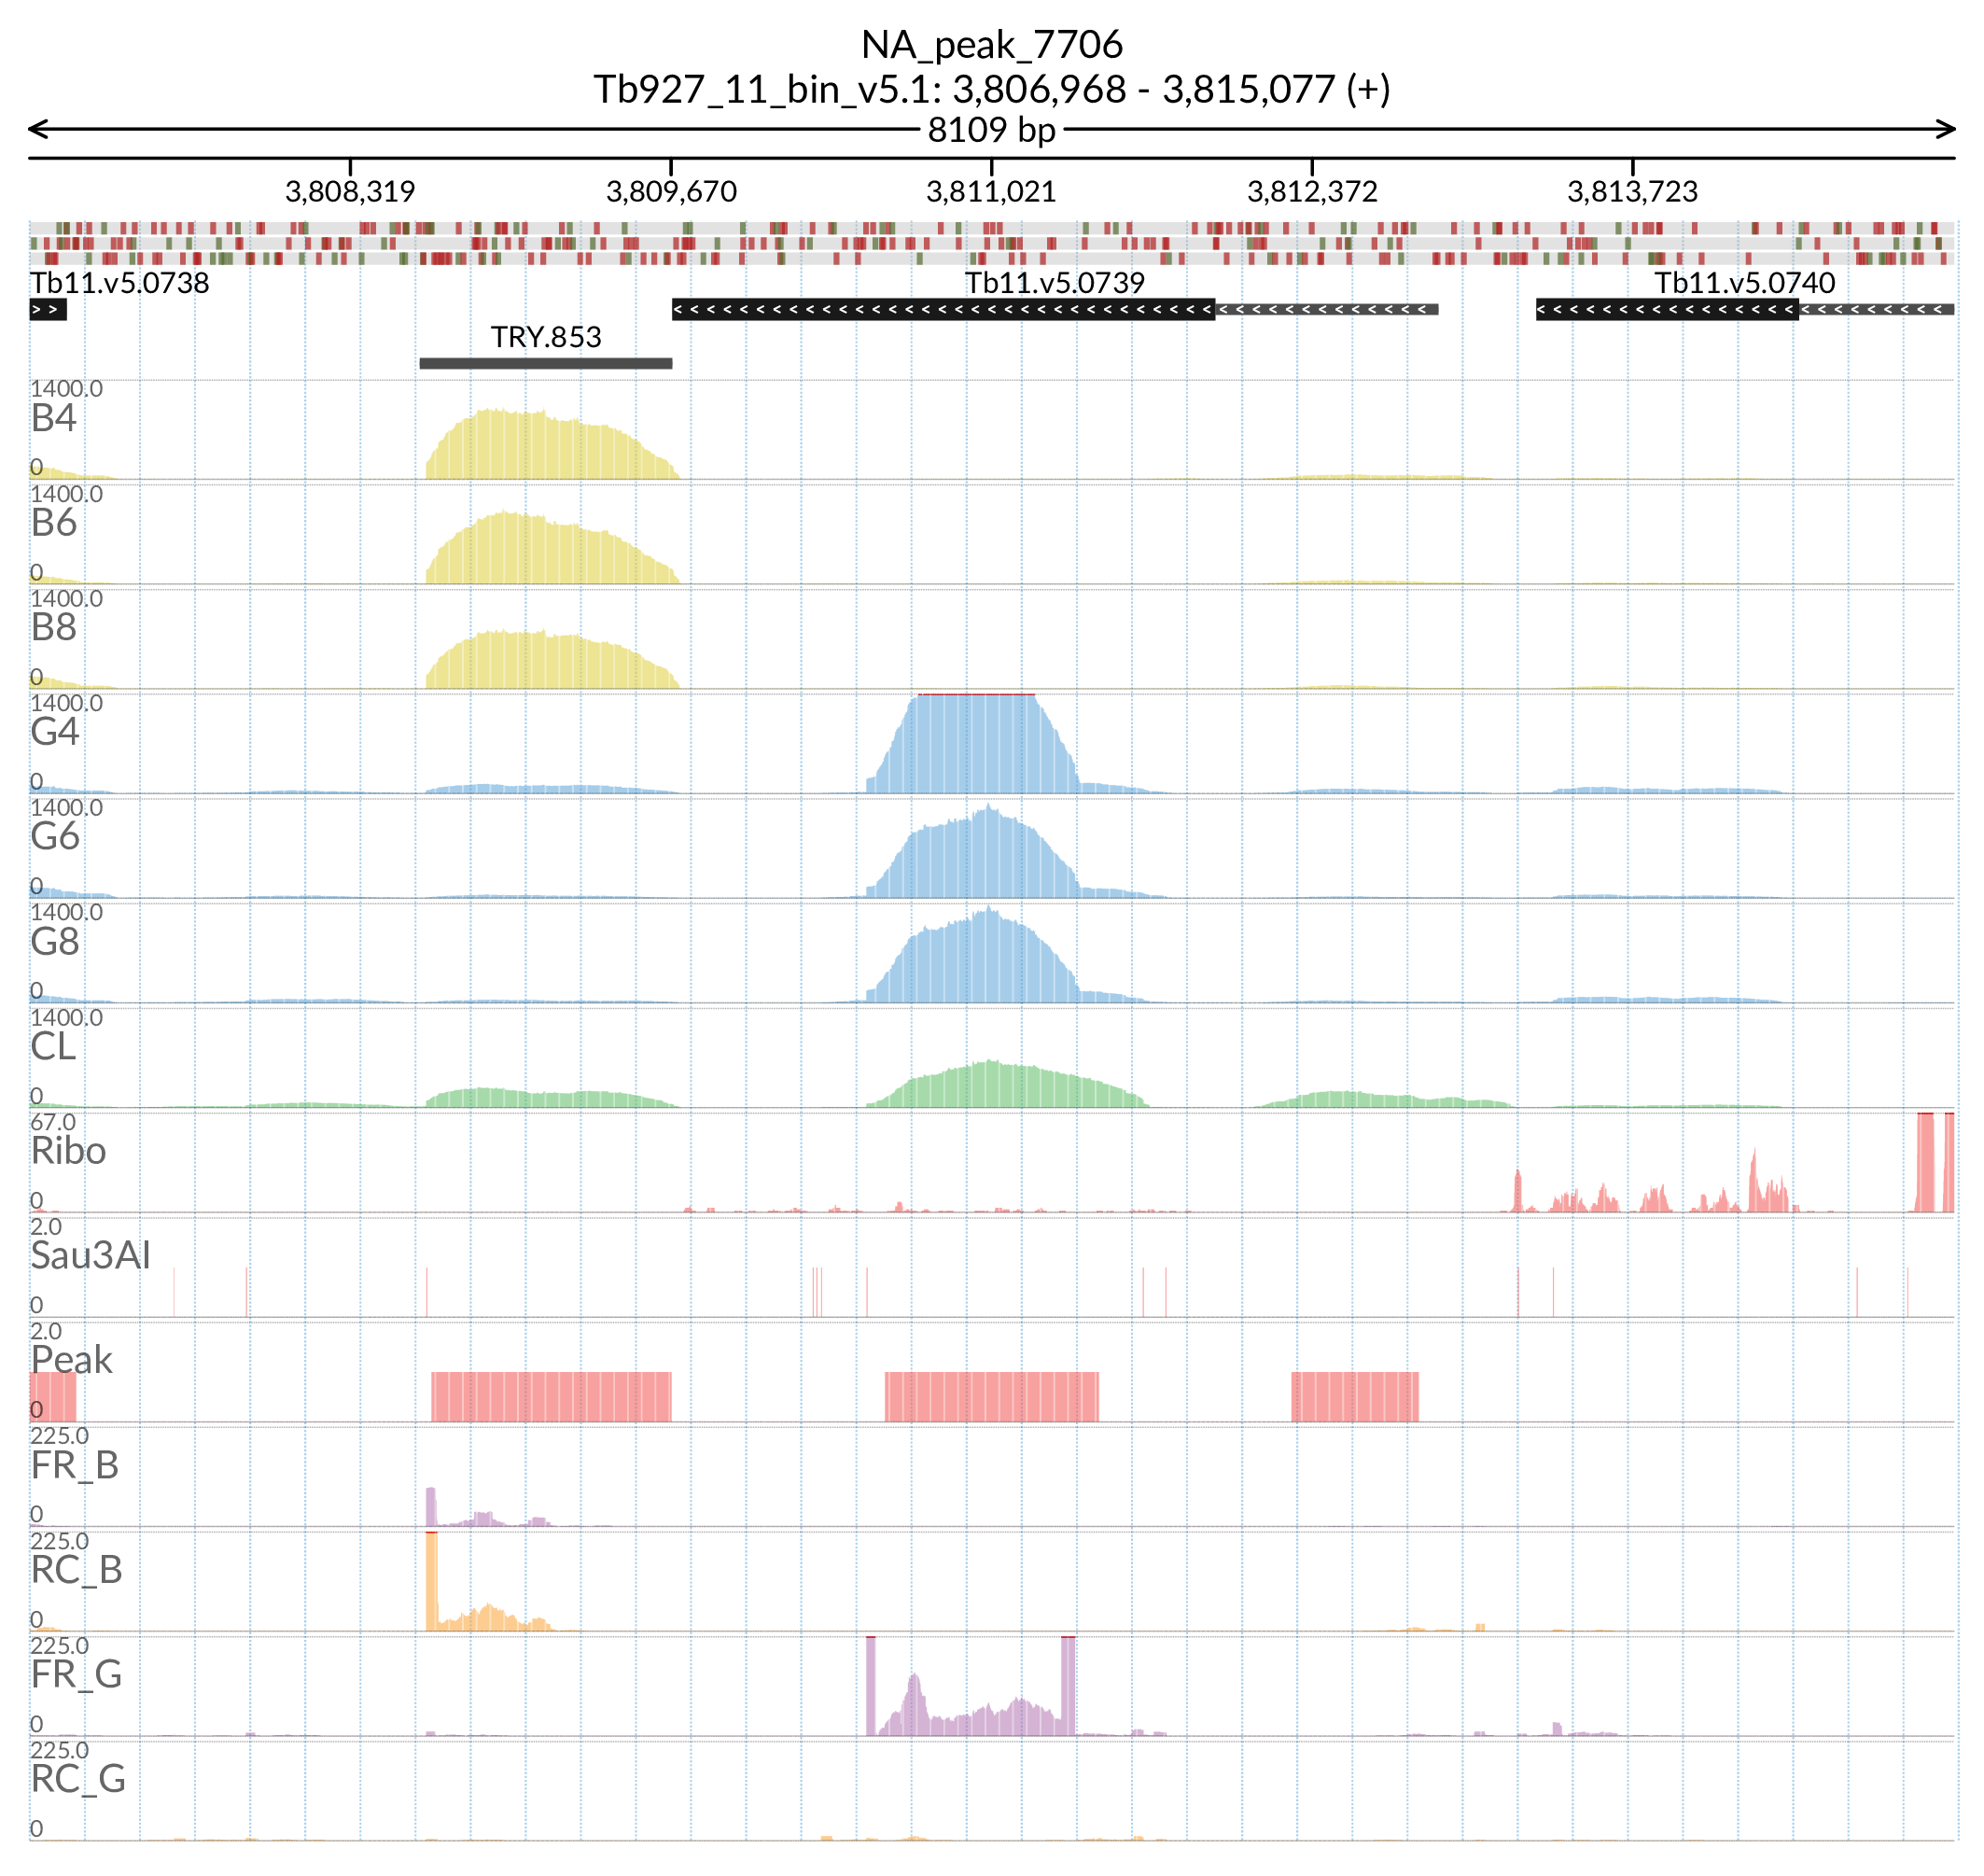 NA_peak_7706
Tb927_11_bin_v5.1: 3,806,968 - 3,815,077 (+)
8109 bp
3,808,319 3,809,670 3,811,021 3,812,372 3,813,723
Tb11.v5.0738 Tb11.v5.0739 Tb11.v5.0740
TRY.853
1400.0
B4
0
1400.0
B6
0
1400.0
B8
0
1400.0
G4
0
1400.0
G6
0
1400.0
G8
0
1400.0
CL
0
67.0
Ribo
0
2.0
Sau3AI
0
2.0
Peak
0
225.0
FR_B
0
225.0
RC_B
0
225.0
FR_G
0
225.0
RC_G
0